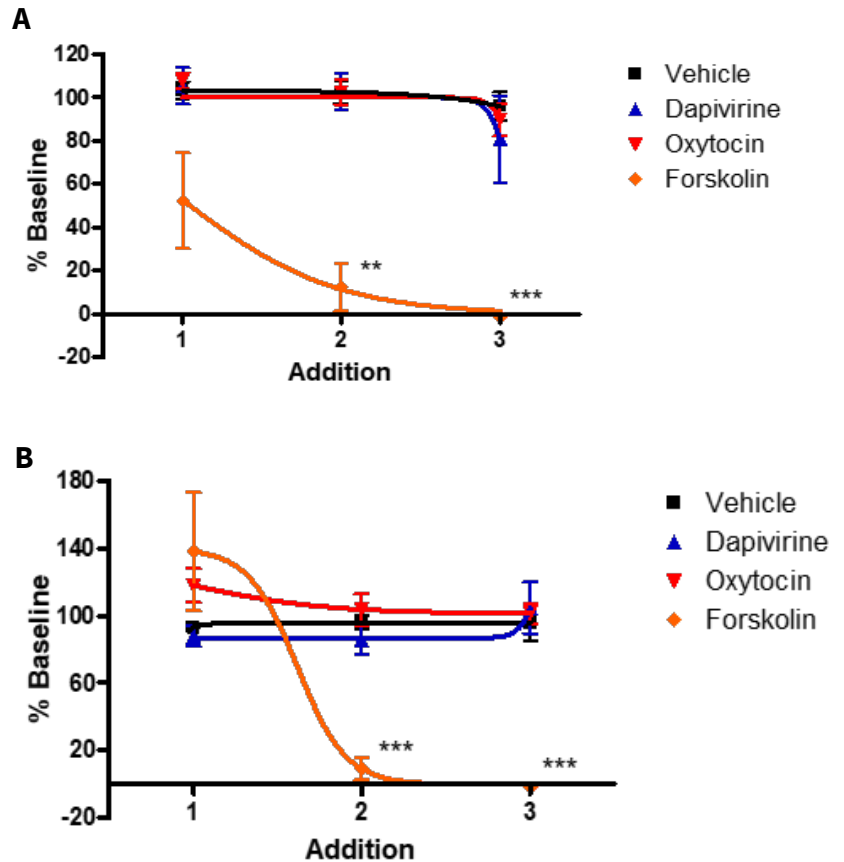 A
120
100
80
60
40
20
0
-20
% Baseline
**
***
1 2 3
Addition
Vehicle
Dapivirine
Oxytocin
Forskolin
B
180
140
100
60
20
-20
% Baseline
***
***
1 2 3
Addition
Vehicle
Dapivirine
Oxytocin
Forskolin